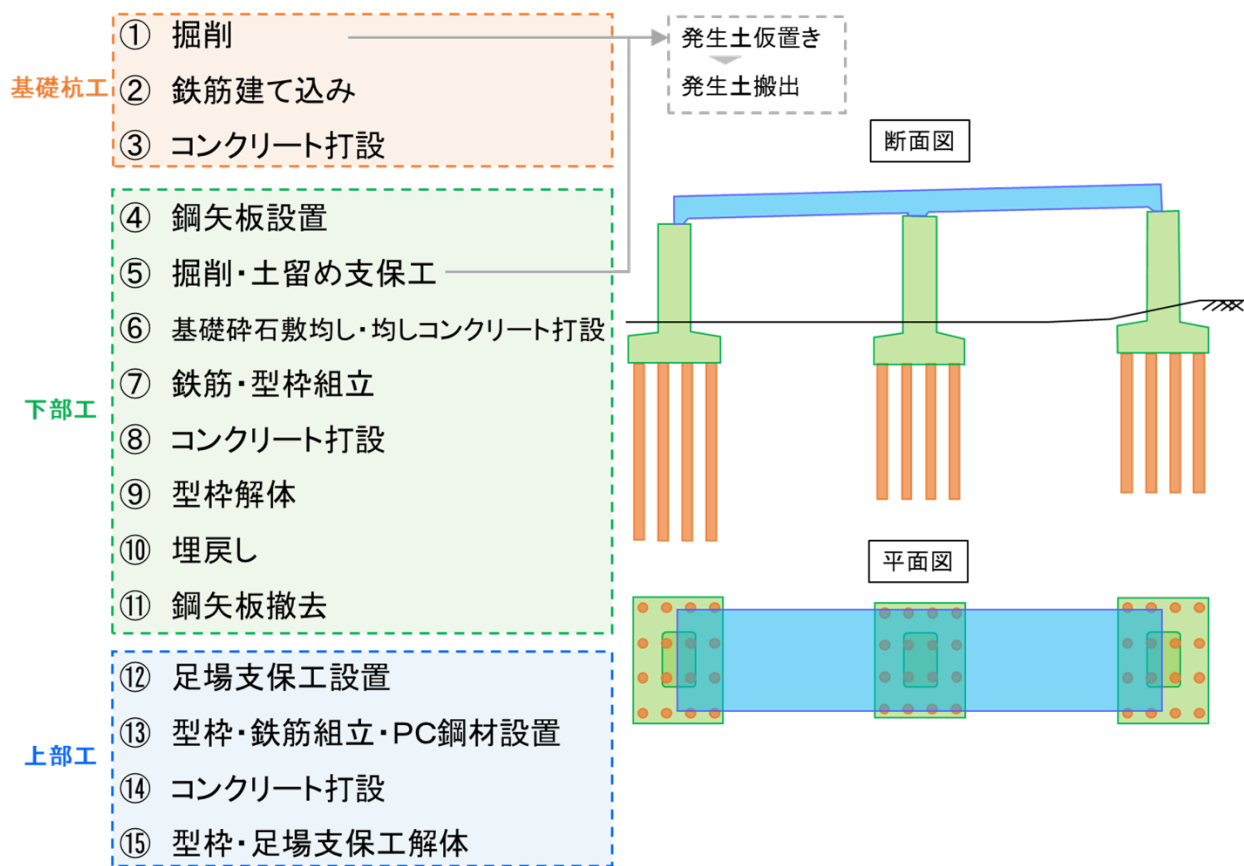 基礎杭工
① 掘削
② 鉄筋建て込み
③ コンクリート打設
発生土仮置き
発生土搬出
下部工
④ 鋼矢板設置
⑤ 掘削・土留め支保工
⑥ 基礎砕石敷均し・均しコンクリート打設
⑦ 鉄筋・型枠組立
⑧ コンクリート打設
⑨ 型枠解体
⑩ 埋戻し
⑪ 鋼矢板撤去
上部工
⑫ 足場支保工設置
⑬ 型枠・鉄筋組立・PC鋼材設置
⑭ コンクリート打設
⑮ 型枠・足場支保工解体
断面図
平面図